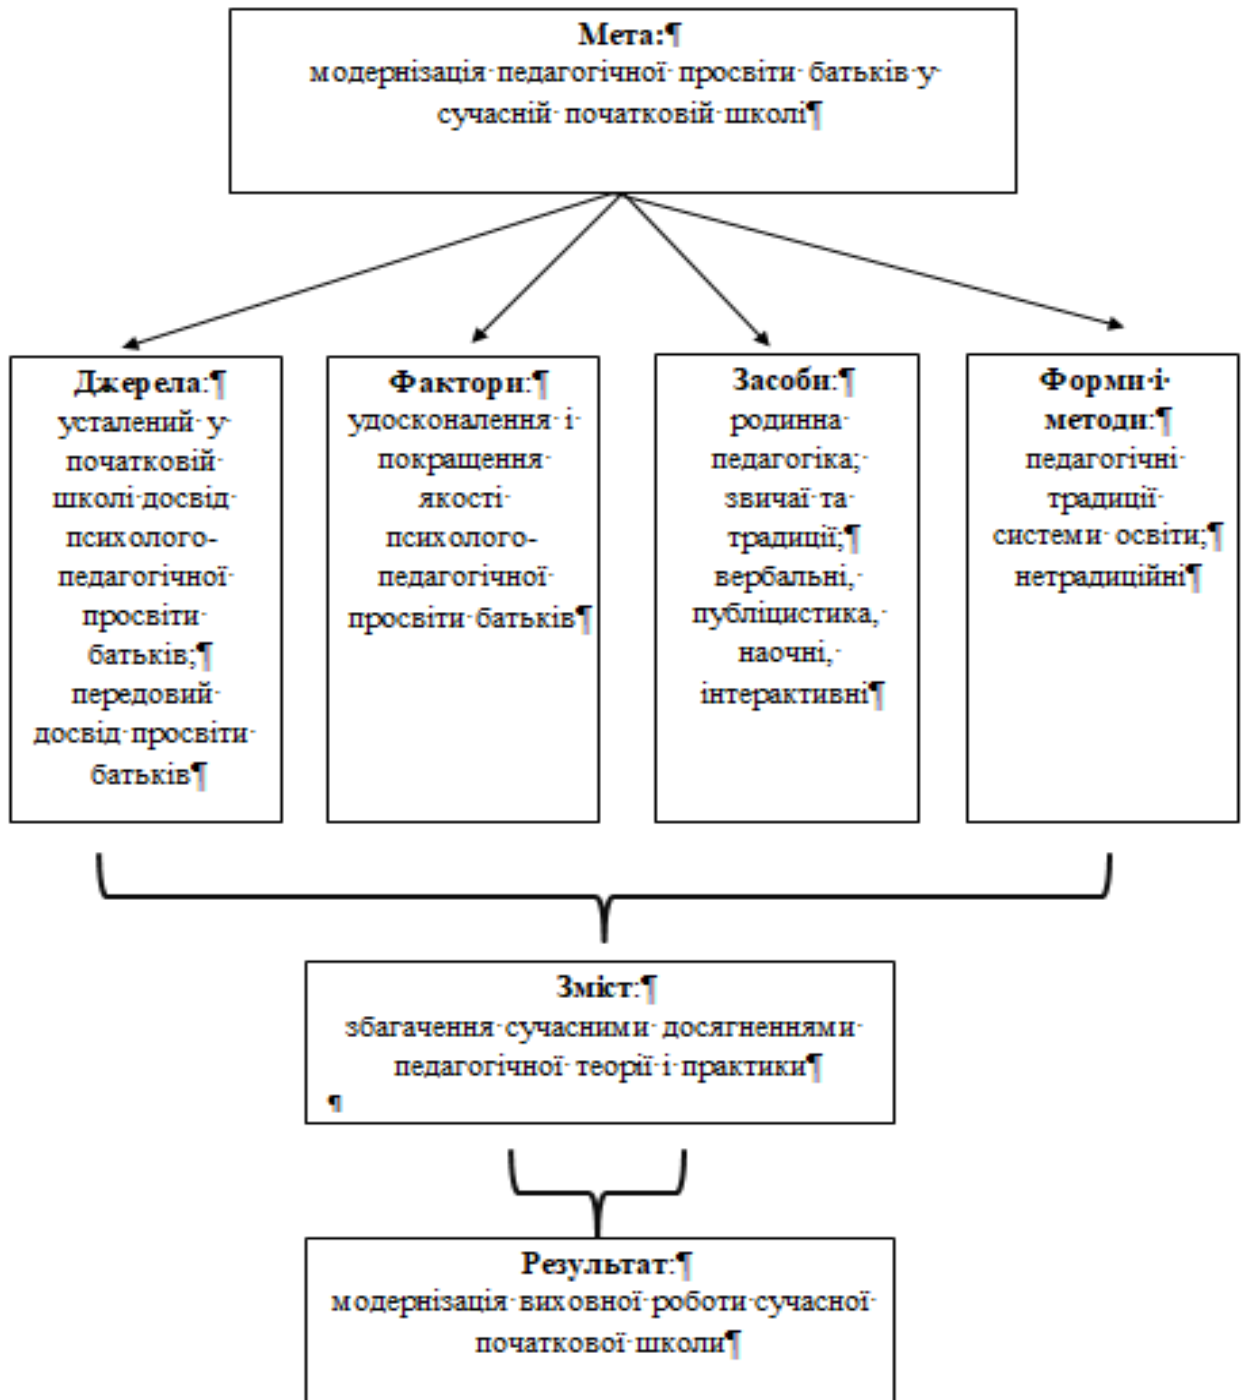 Мета:¶
модернізація·педагогічної·просвіти·батьків·у·
сучасній·початковій·школі¶
Джерела:¶
усталений·у·
початковій·
школі·досвід·
психолого-
педагогічної·
просвіти·
батьків;¶
передовий·
досвід·просвіти·
батьків¶
Фактори:¶
удосконалення·і·
покращення·
якості·
психолого-
педагогічної·
просвіти·батьків¶
Засоби:¶
родинна·
педагогіка;·
звичаї·та·
традиції;¶
вербальні,·
публіцистика,·
наочні,·
інтерактивні¶
Форми·і·
методи:¶
педагогічні·
традиції·
системи·освіти;¶
нетрадиційні¶
Зміст:¶
збагачення·сучасними·досягненнями·
педагогічної·теорії·і·практики¶
¶
Результат:¶
модернізація·виховної·роботи·сучасної·
початкової·школи¶